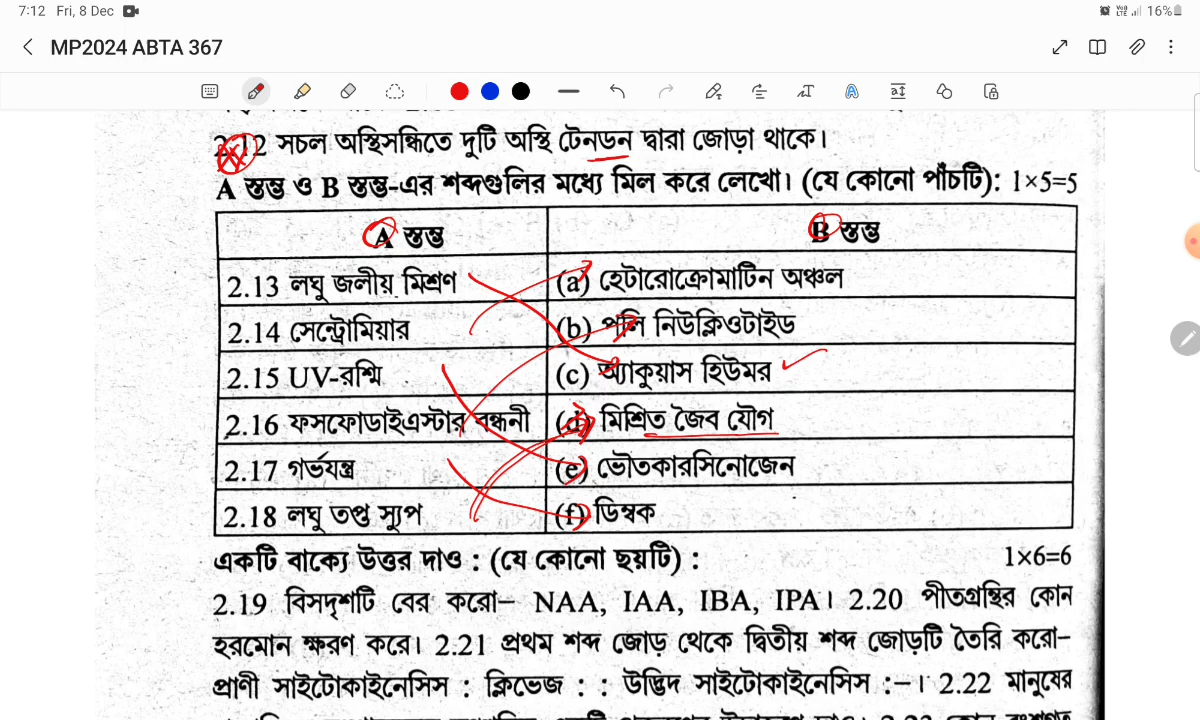 7:12 Fri, 8 Dec
16%
MP2024 ABTA 367
2.12 সচল অস্থিসন্ধিতে দুটি অস্থি টেনডন দ্বারা জোড়া থাকে।
A স্তম্ভ ও B স্তম্ভ-এর শব্দগুলির মধ্যে মিল করে লেখো। (যে কোনো পাঁচটি): 1×5=5
A স্তম্ভ B স্তম্ভ
2.13 লঘু জলীয় মিশ্রণ (a) হেটারোক্রোমাটিন অঞ্চল
2.14 সেন্ট্রোমিয়ার (b) পলি নিউক্লিওটাইড
2.15 UV-রশ্মি (c) অ্যাকুয়াস হিউমর
2.16 ফসফোডাইএস্টার বন্ধনী (d) মিশ্রিত জৈব যৌগ
2.17 গর্ভযন্ত্র (e) ভৌতকারসিনোজেন
2.18 লঘু তপ্ত স্যুপ (f) ডিম্বক
একটি বাক্যে উত্তর দাও : (যে কোনো ছয়টি) : 1×6=6
2.19 বিসদৃশটি বের করো– NAA, IAA, IBA, IPA। 2.20 পীতগ্রন্থির কোন
হরমোন ক্ষরণ করে। 2.21 প্রথম শব্দ জোড় থেকে দ্বিতীয় শব্দ জোড়টি তৈরি করো–
প্রাণী সাইটোকাইনেসিস : ক্লিভেজ : : উদ্ভিদ সাইটোকাইনেসিস :–। 2.22 মানুষের